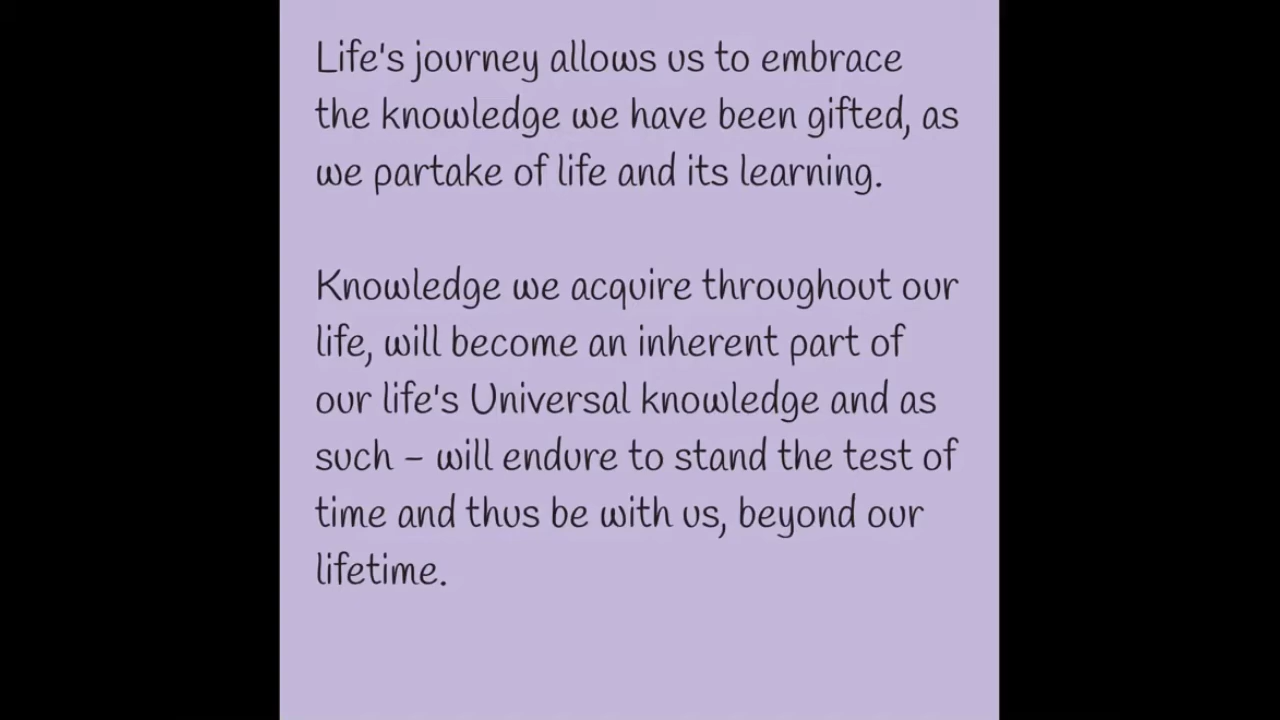 Life's journey allows us to embrace
the knowledge we have been gifted, as
we partake of life and its learning.
Knowledge we acquire throughout our
life, will become an inherent part of
our life's Universal knowledge and as
such – will endure to stand the test of
time and thus be with us, beyond our
lifetime.